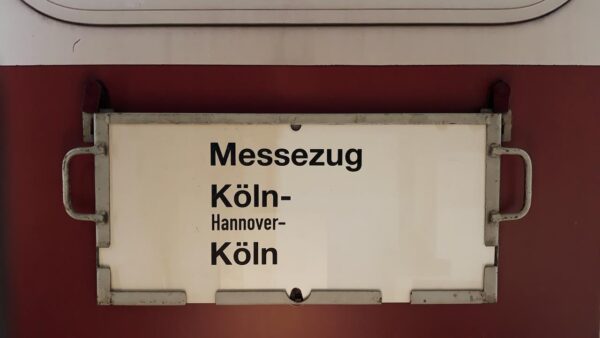 Messezug
Köln-
Hannover-
Köln